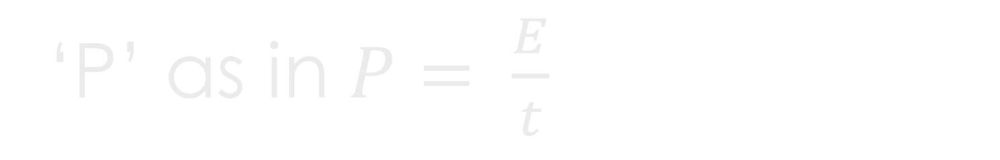 ‘P’ as in P = E/t